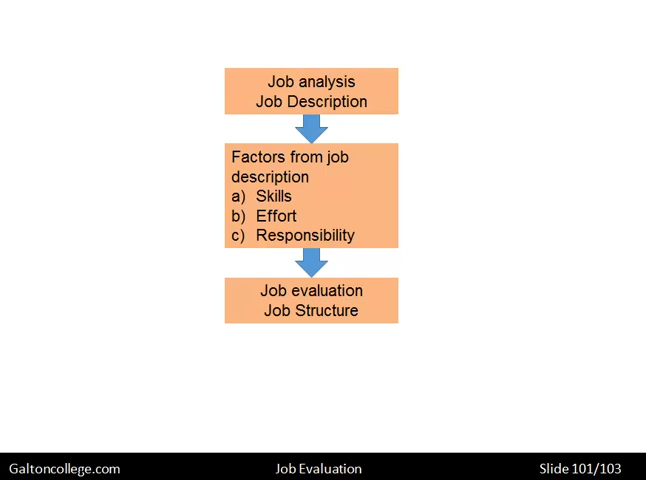 Job analysis
Job Description
Factors from job
description
a) Skills
b) Effort
c) Responsibility
Job evaluation
Job Structure
Galtoncollege.com
Job Evaluation
Slide 101/103